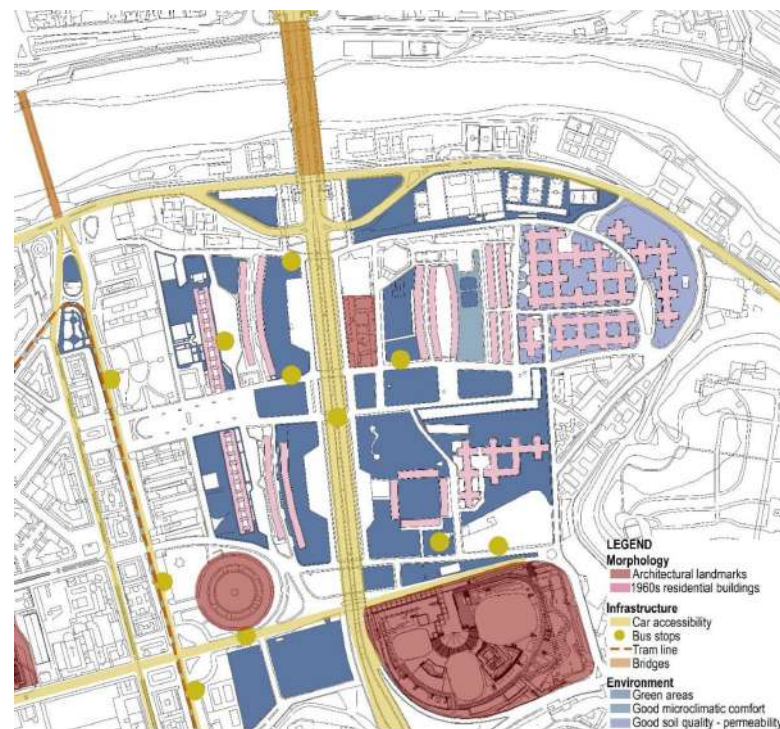 LEGEND
Morphology
Architectural landmarks
1960s residential buildings
Infrastructure
Car accessibility
Bus stops
Tram line
Bridges
Environment
Green areas
Good microclimatic comfort
Good soil quality - permeability